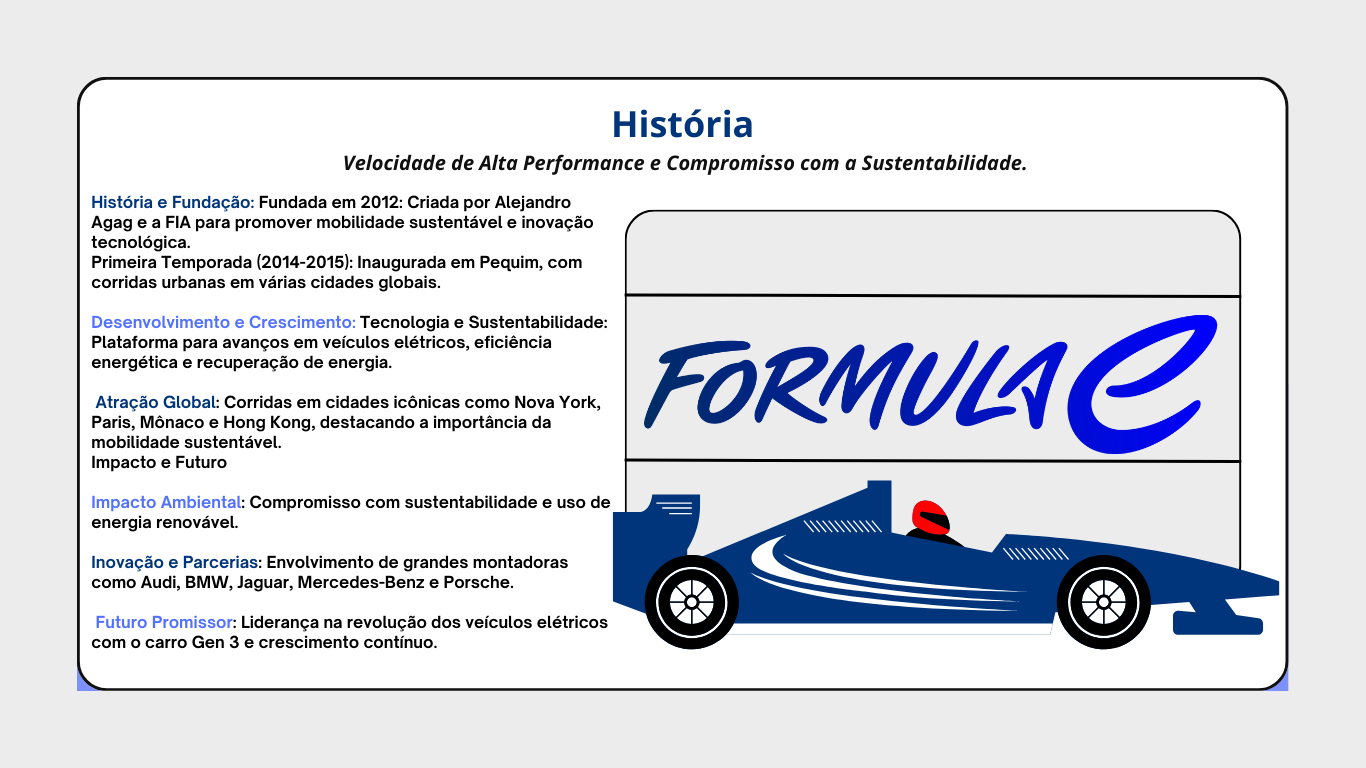 História
Velocidade de Alta Performance e Compromisso com a Sustentabilidade.
História e Fundação: Fundada em 2012: Criada por Alejandro
Agag e a FIA para promover mobilidade sustentável e inovação
tecnológica.
Primeira Temporada (2014-2015): Inaugurada em Pequim, com
corridas urbanas em várias cidades globais.
Desenvolvimento e Crescimento: Tecnologia e Sustentabilidade:
Plataforma para avanços em veículos elétricos, eficiência
energética e recuperação de energia.
Atração Global: Corridas em cidades icônicas como Nova York,
Paris, Mônaco e Hong Kong, destacando a importância da
mobilidade sustentável.
Impacto e Futuro
Impacto Ambiental: Compromisso com sustentabilidade e uso de
energia renovável.
Inovação e Parcerias: Envolvimento de grandes montadoras
como Audi, BMW, Jaguar, Mercedes-Benz e Porsche.
Futuro Promissor: Liderança na revolução dos veículos elétricos
com o carro Gen 3 e crescimento contínuo.
FORMULA e